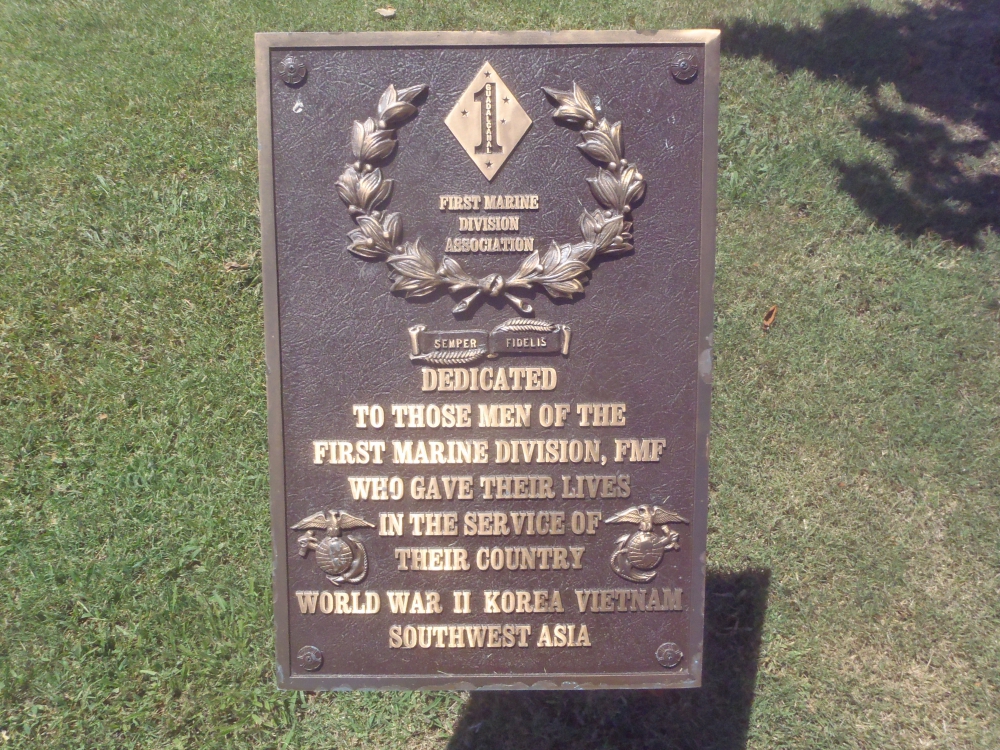 1
GUADALCANAL
FIRST MARINE
DIVISION
ASSOCIATION
SEMPER FIDELIS
DEDICATED
TO THOSE MEN OF THE
FIRST MARINE DIVISION, FMF
WHO GAVE THEIR LIVES
IN THE SERVICE OF
THEIR COUNTRY
WORLD WAR II KOREA VIETNAM
SOUTHWEST ASIA